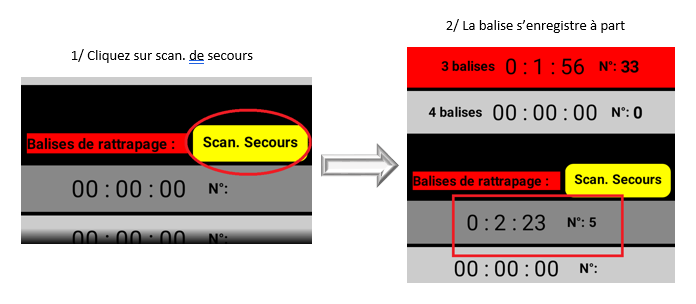 1/ Cliquez sur scan. de secours
Balises de rattrapage :
Scan. Secours
00 : 00 : 00 N°:
00 : 00 : 00 N°:
2/ La balise s’enregistre à part
3 balises 0 : 1 : 56 N°: 33
4 balises 00 : 00 : 00 N°: 0
Balises de rattrapage :
Scan. Secours
0 : 2 : 23 N°: 5
00 : 00 : 00 N°: